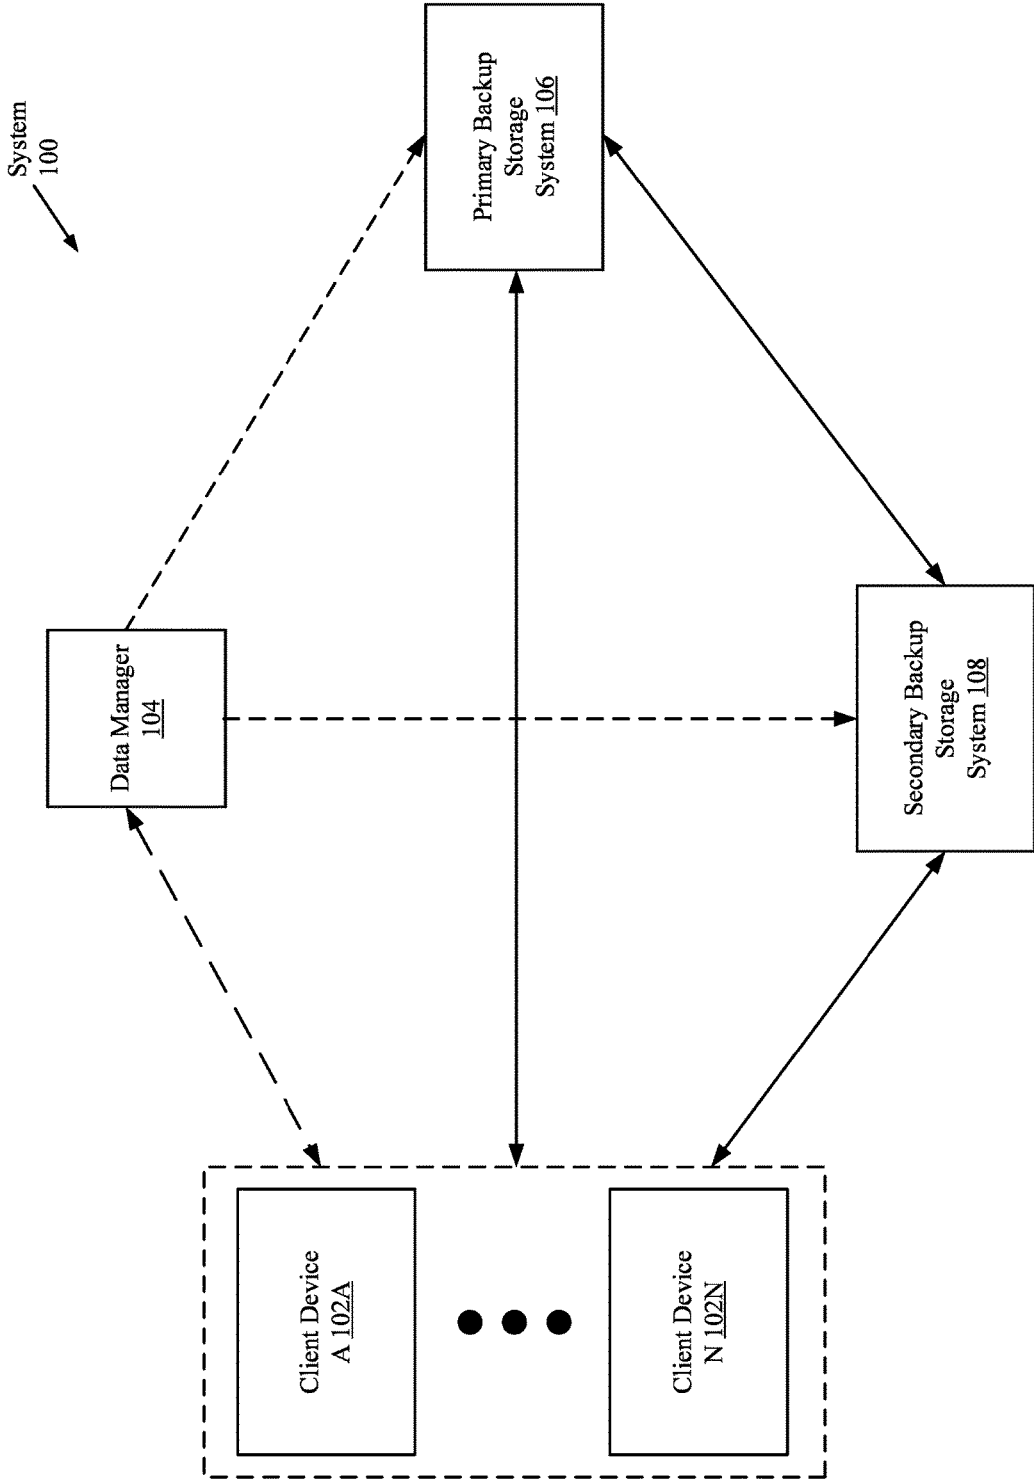 System
100
Data Manager
104
Primary Backup
Storage
System 106
Client Device
A 102A
Client Device
N 102N
Secondary Backup
Storage
System 108